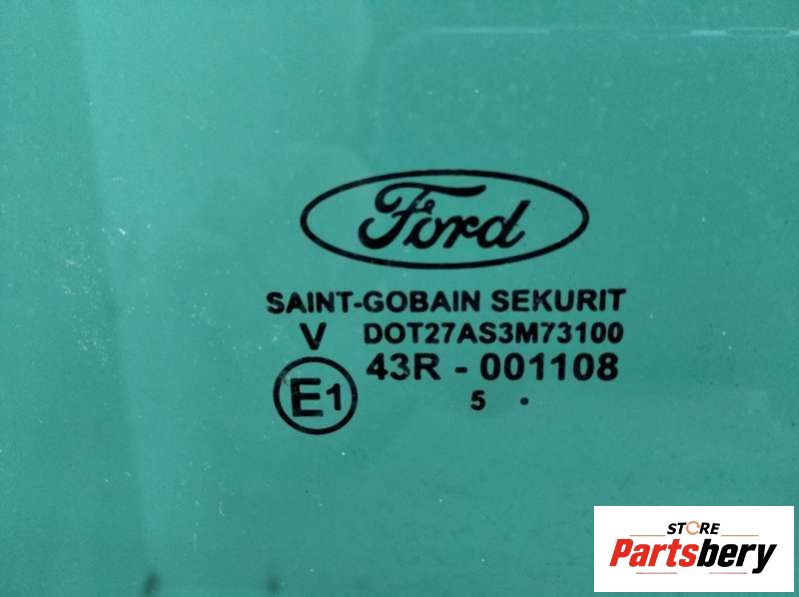 Ford
SAINT-GOBAIN SEKURIT
V DOT27AS3M73100
43R - 001108
E1
5 .
STORE
Partsbery